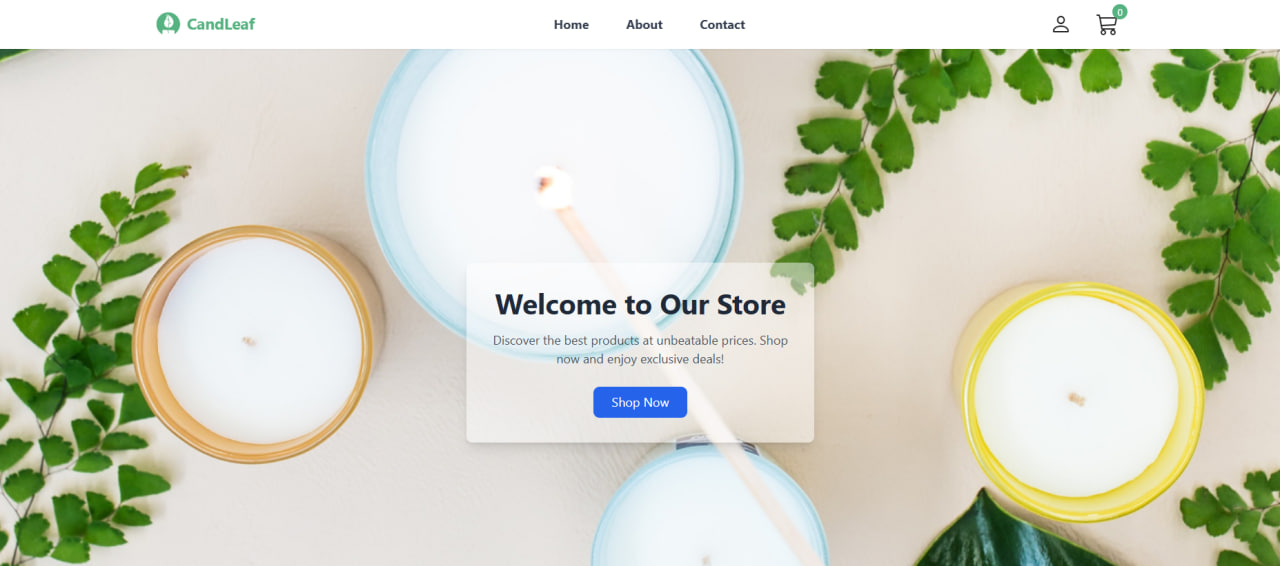 CandLeaf
Home About Contact
0
Welcome to Our Store
Discover the best products at unbeatable prices. Shop
now and enjoy exclusive deals!
Shop Now